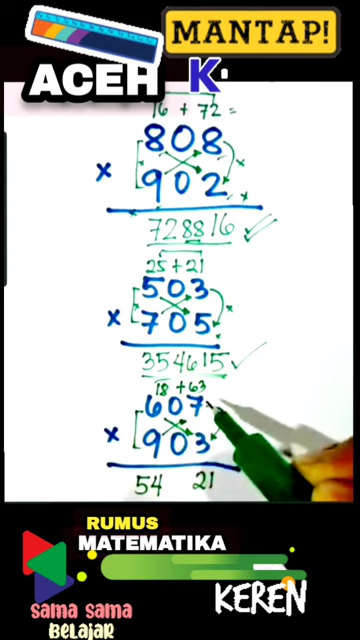 MANTAP!
ACEH K
16 + 72 =
808
x 902
728816
25 + 21
503
x 705
354615
18 + 63
607
x 903
54 21
RUMUS
MATEMATIKA
KEREN
SAMA SAMA
BELAJAR